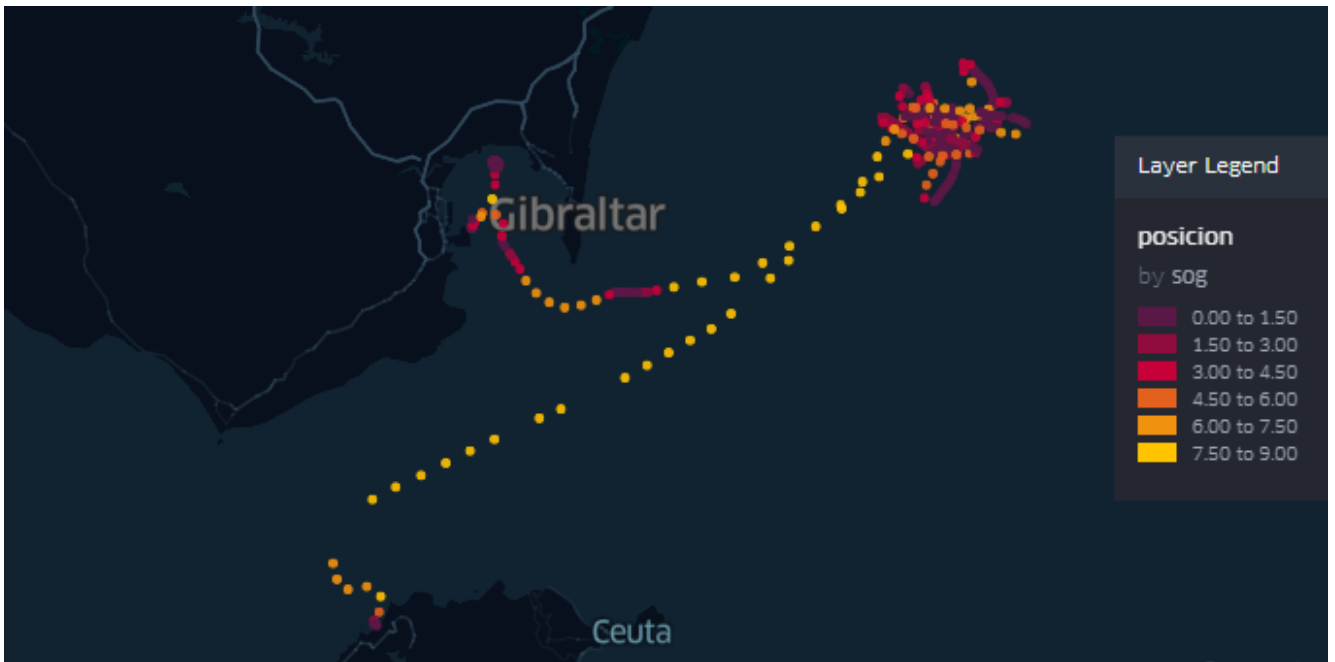 Gibraltar
Ceuta
Layer Legend
posicion
by sog
0.00 to 1.50
1.50 to 3.00
3.00 to 4.50
4.50 to 6.00
6.00 to 7.50
7.50 to 9.00